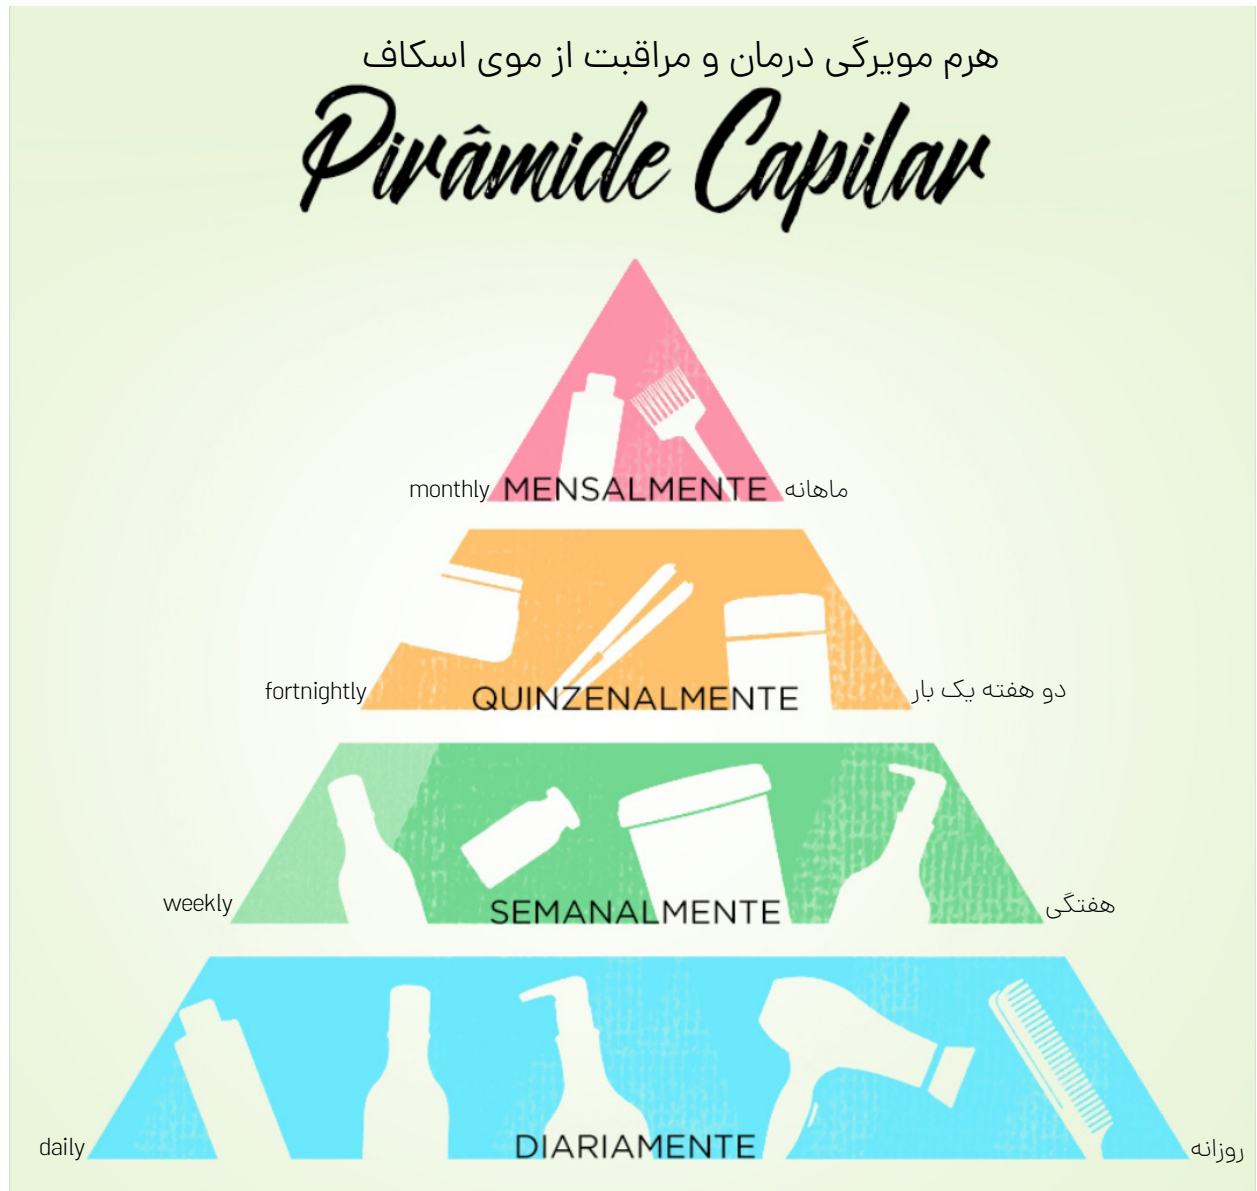 هرم مویرگی درمان و مراقبت از موی اسکاف
Pirâmide Capilar
monthly MENSALMENTE ماهانه
fortnightly QUINZENALMENTE دو هفته یک بار
weekly SEMANALMENTE هفتگی
daily DIARIAMENTE روزانه